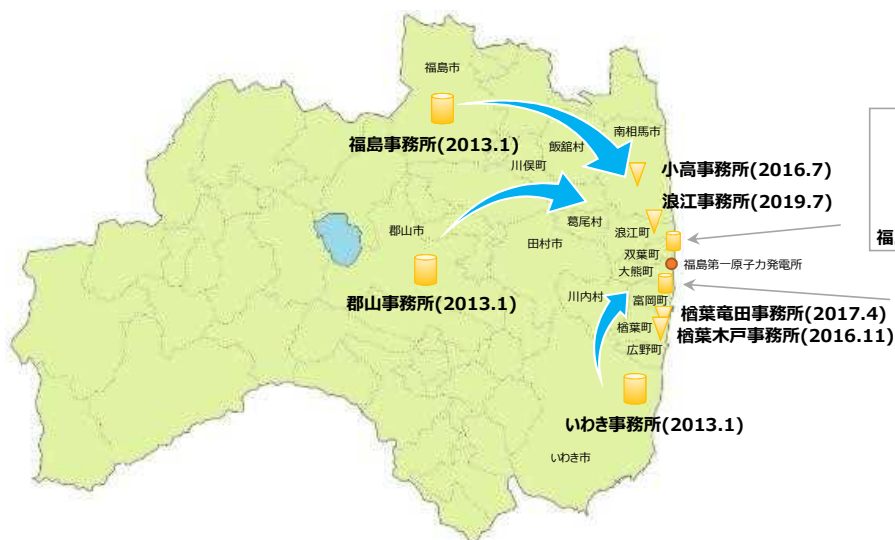 福島市
福島事務所(2013.1)
南相馬市
飯舘村
川俣町
小高事務所(2016.7)
浪江事務所(2019.7)
葛尾村
浪江町
郡山市
田村市
双葉町
福
福島第一原子力発電所
大熊町
郡山事務所(2013.1)
川内村
富岡町
楢葉竜田事務所(2017.4)
楢葉町
楢葉木戸事務所(2016.11)
広野町
いわき事務所(2013.1)
いわき市